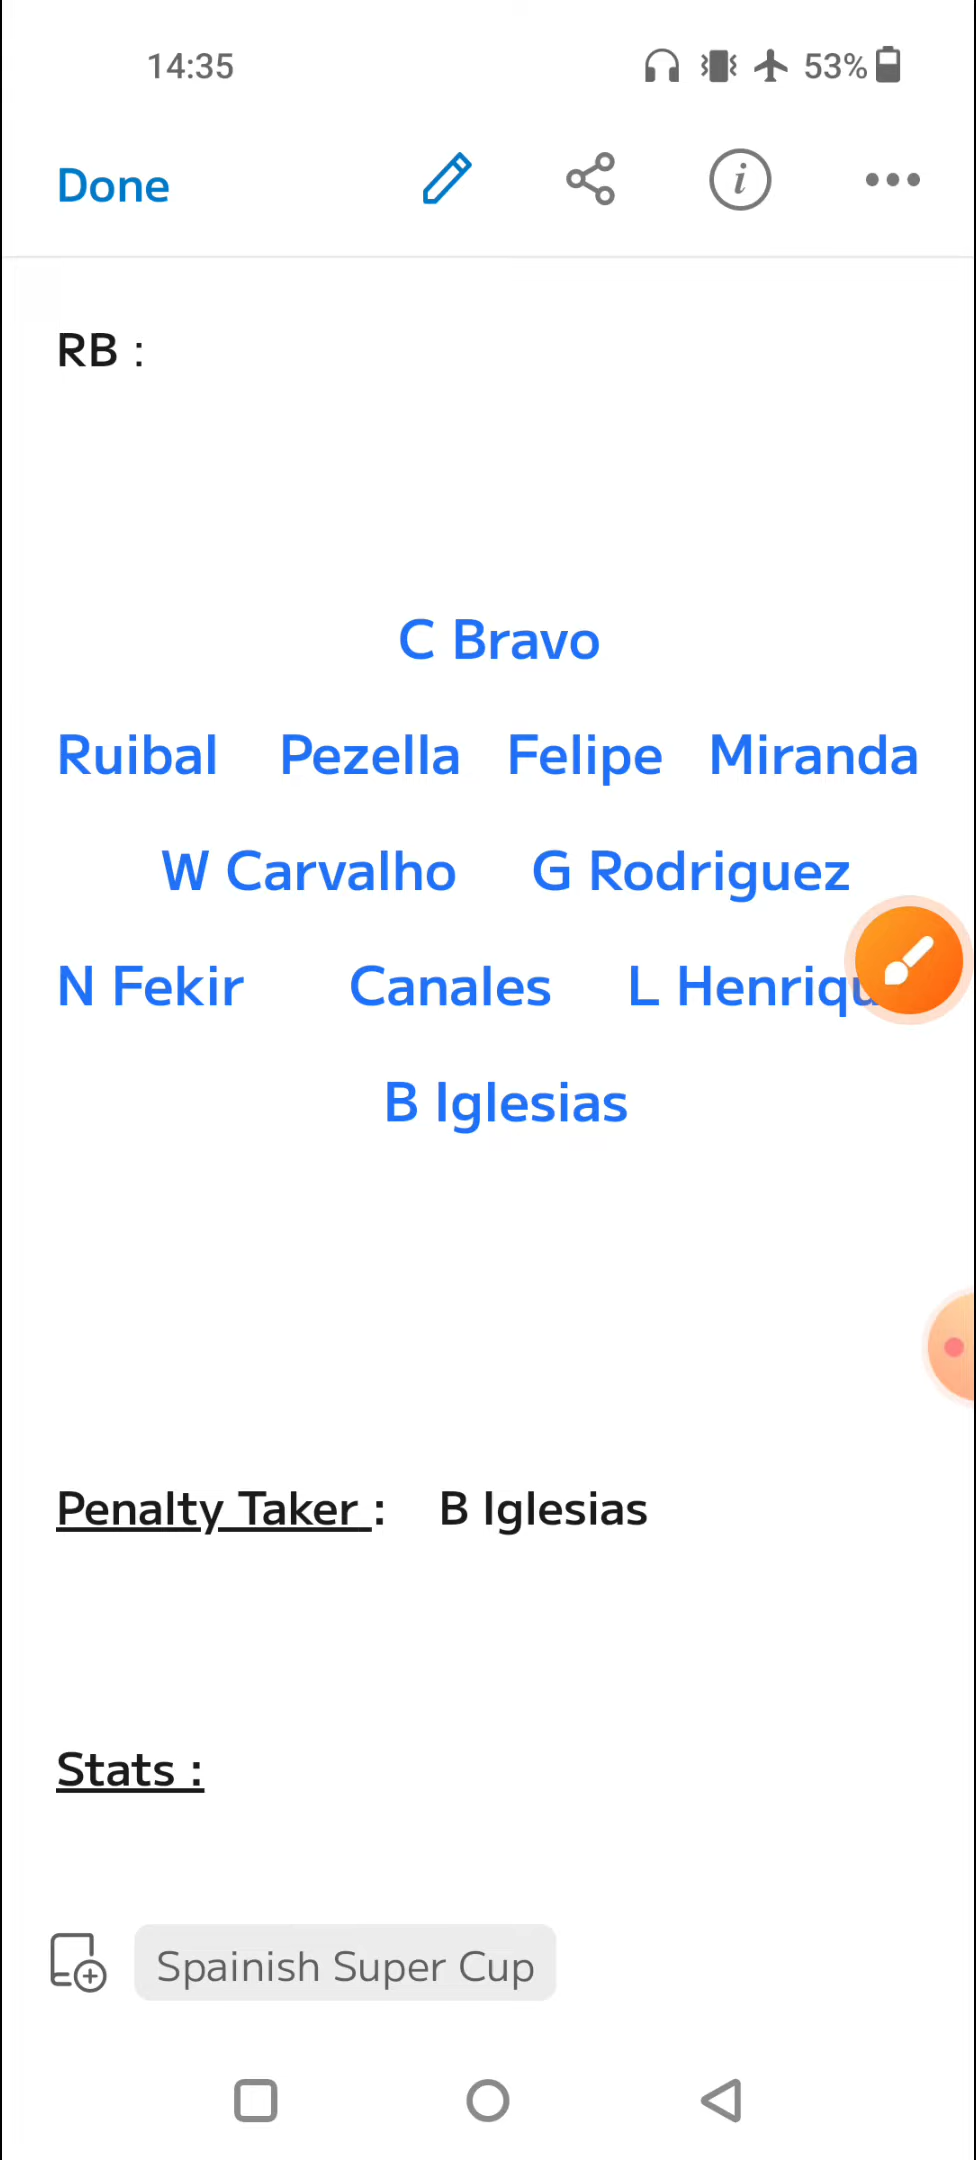 14:35 53%
Done
RB :
C Bravo
Ruibal Pezella Felipe Miranda
W Carvalho G Rodriguez
N Fekir Canales L Henriqu
B Iglesias
Penalty Taker : B Iglesias
Stats :
Spainish Super Cup